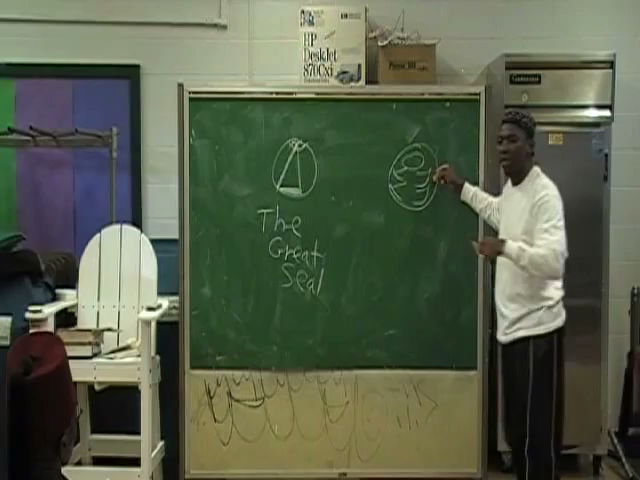 HP
DeskJet
870Cxi
The
Great
Seal